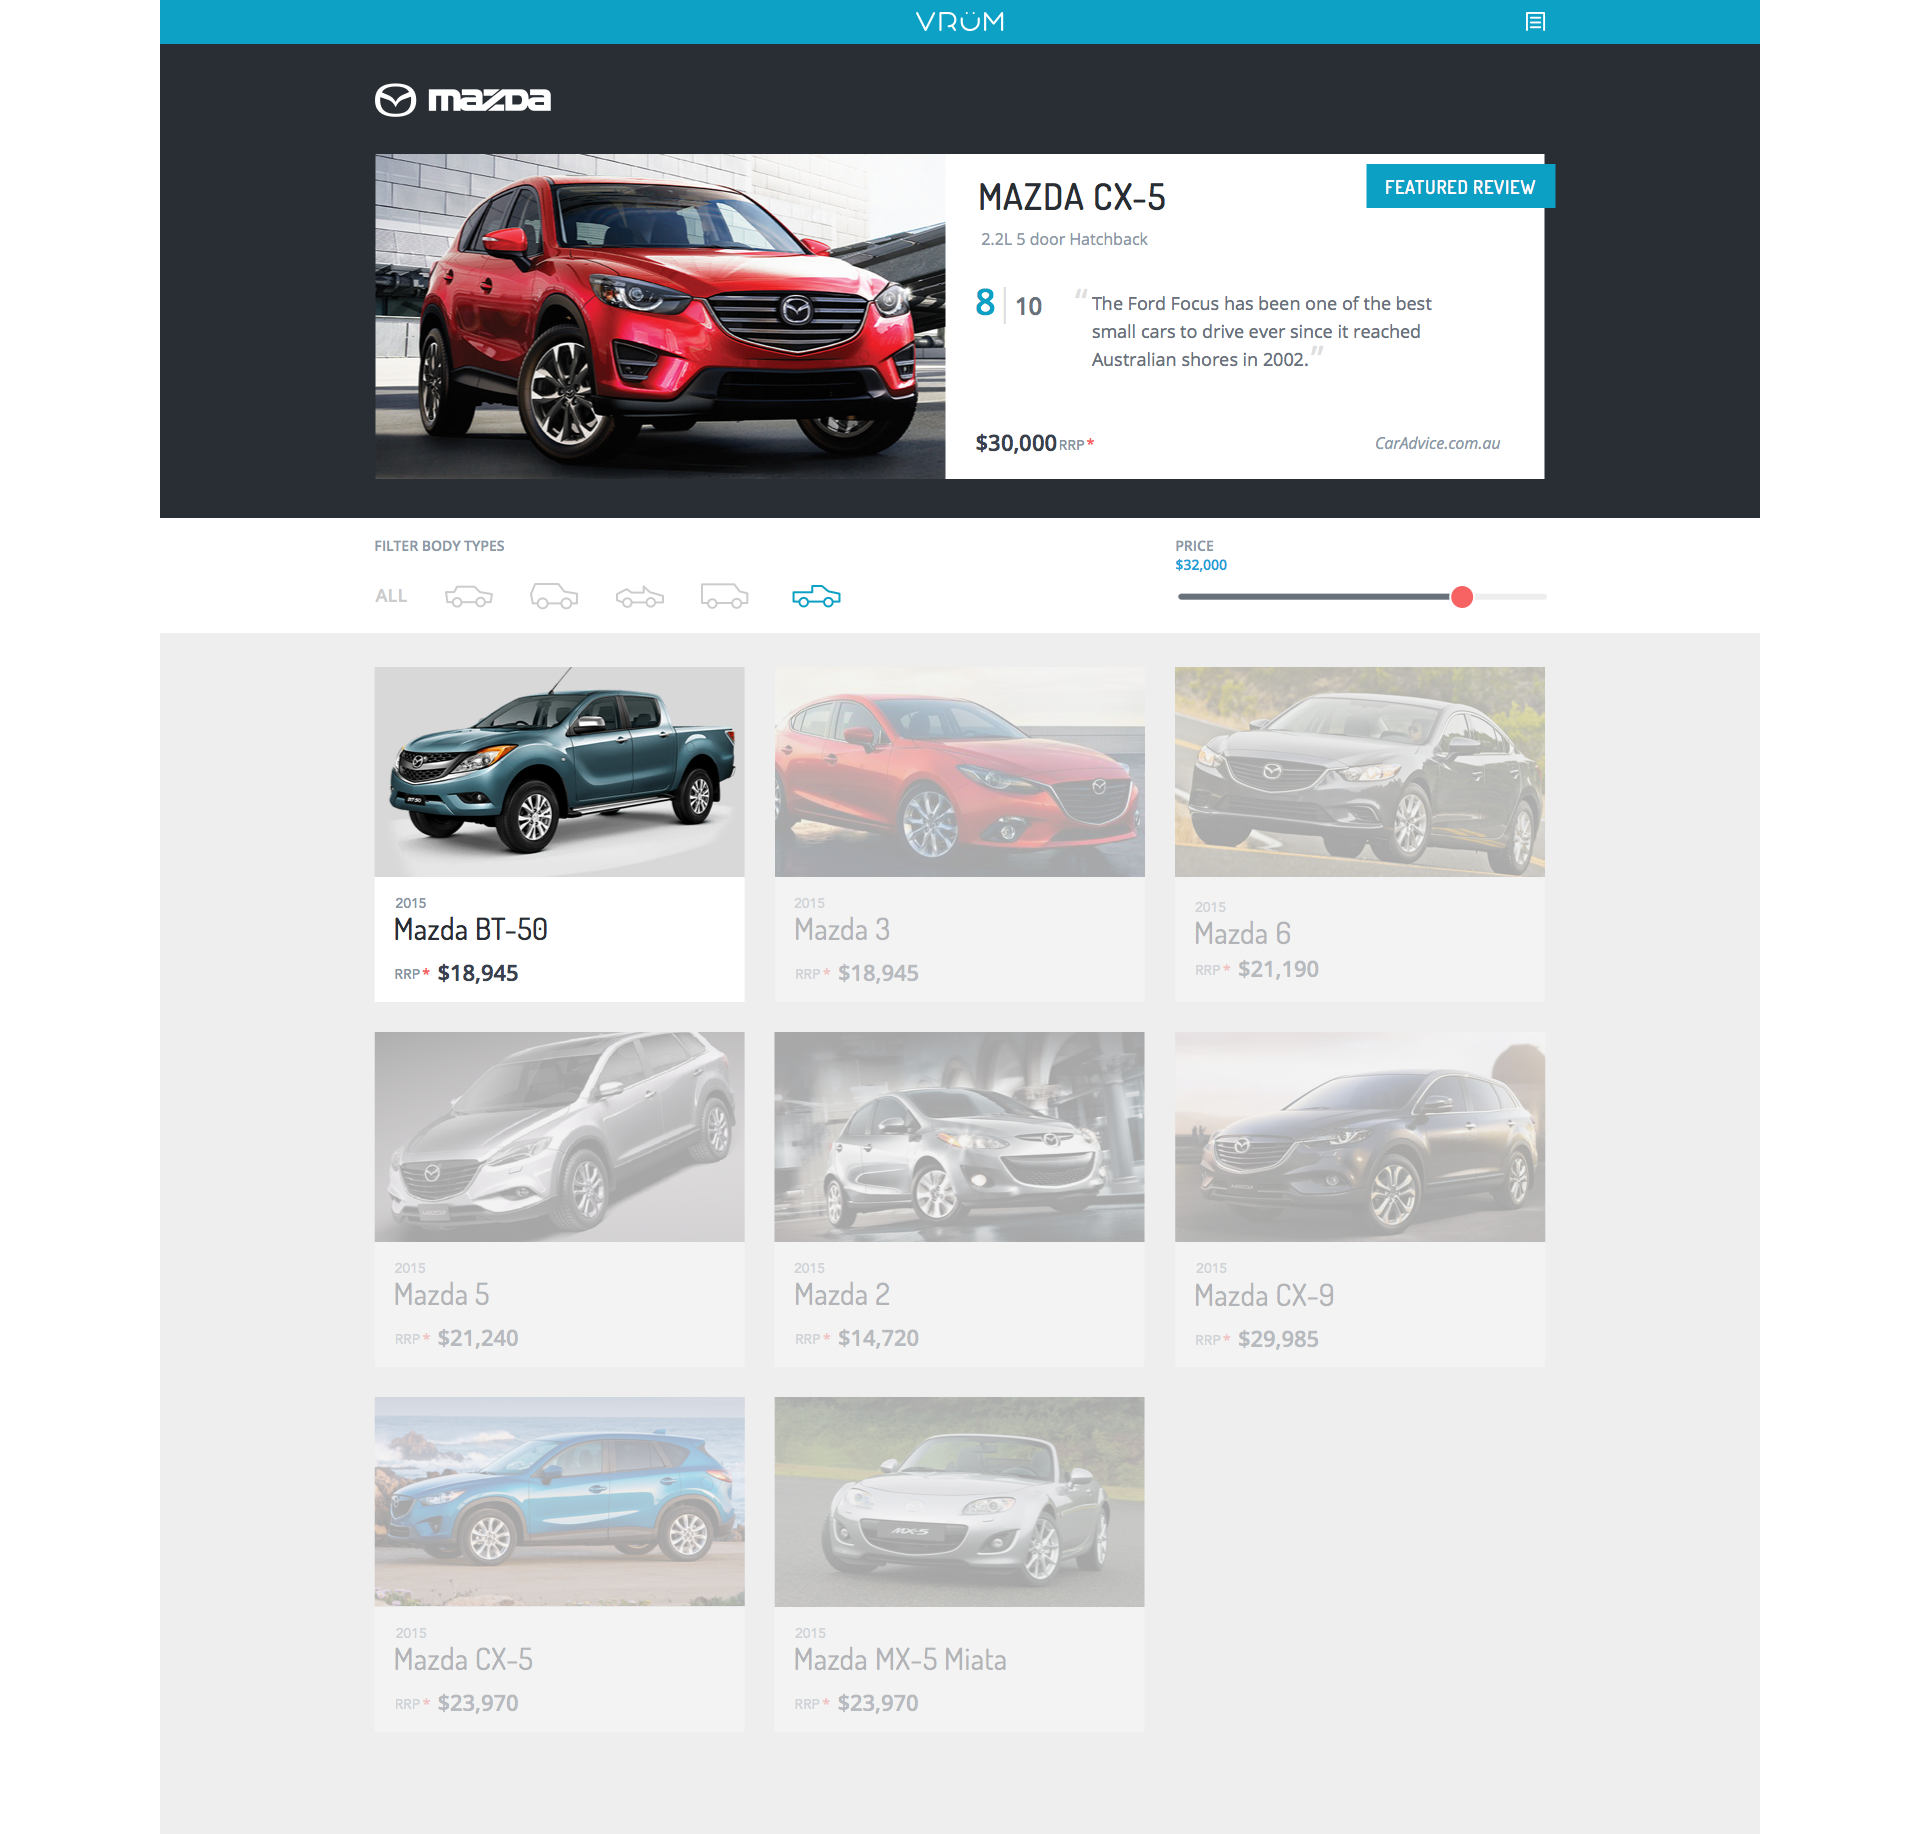 VRÜM
mazda
MAZDA CX-5
FEATURED REVIEW
2.2L 5 door Hatchback
8 | 10
“ The Ford Focus has been one of the best
small cars to drive ever since it reached
Australian shores in 2002. ”
$30,000 RRP*
CarAdvice.com.au
FILTER BODY TYPES
ALL
PRICE
$32,000
BT-50
2015
Mazda BT-50
RRP* $18,945
2015
Mazda 3
RRP* $18,945
2015
Mazda 6
RRP* $21,190
2015
Mazda 5
RRP* $21,240
2015
Mazda 2
RRP* $14,720
2015
Mazda CX-9
RRP* $29,985
2015
Mazda CX-5
RRP* $23,970
MX-5
2015
Mazda MX-5 Miata
RRP* $23,970